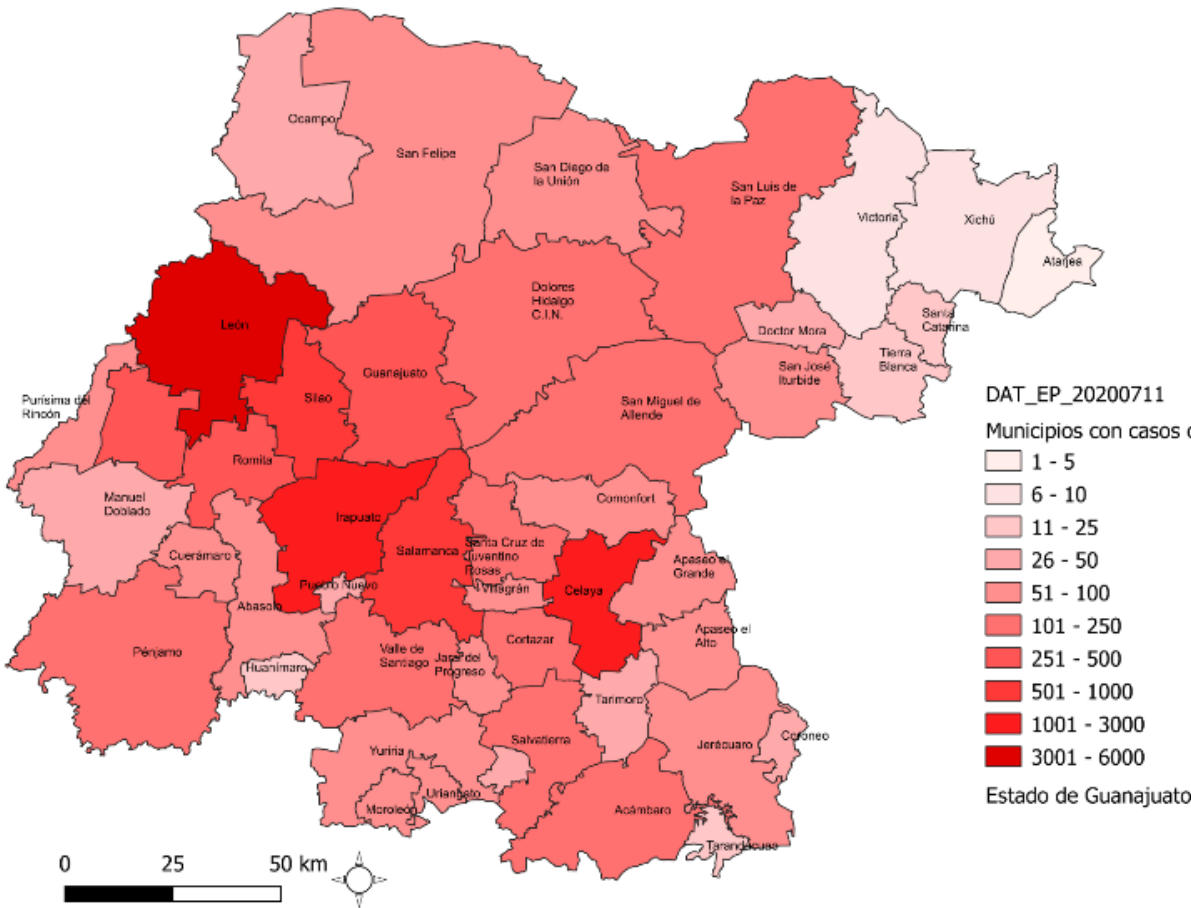 Ocampo
San Felipe
San Diego de
la Unión
San Luis de
la Paz
Victoria
Xichú
Atarjea
León
Dolores
Hidalgo
C.I.N.
Doctor Mora
Santa
Catarina
Tierra
Blanca
San José
Iturbide
Guanajuato
Silao
San Miguel de
Allende
Purísima del
Rincón
Romita
Manuel
Doblado
Irapuato
Comonfort
Salamanca
Santa Cruz de
Juventino
Rosas
Cuerámaro
Apaseo el
Grande
Pueblo Nuevo
Villagrán
Celaya
Abasolo
Pénjamo
Huanímaro
Valle de
Santiago
Jaral del
Progreso
Cortazar
Apaseo el
Alto
Tarimoro
Yuriria
Salvatierra
Jerécuaro
Coroneo
Uriangato
Moroleón
Acámbaro
Tarandacuao
DAT_EP_20200711
Municipios con casos c
1 - 5
6 - 10
11 - 25
26 - 50
51 - 100
101 - 250
251 - 500
501 - 1000
1001 - 3000
3001 - 6000
Estado de Guanajuato
0 25 50 km